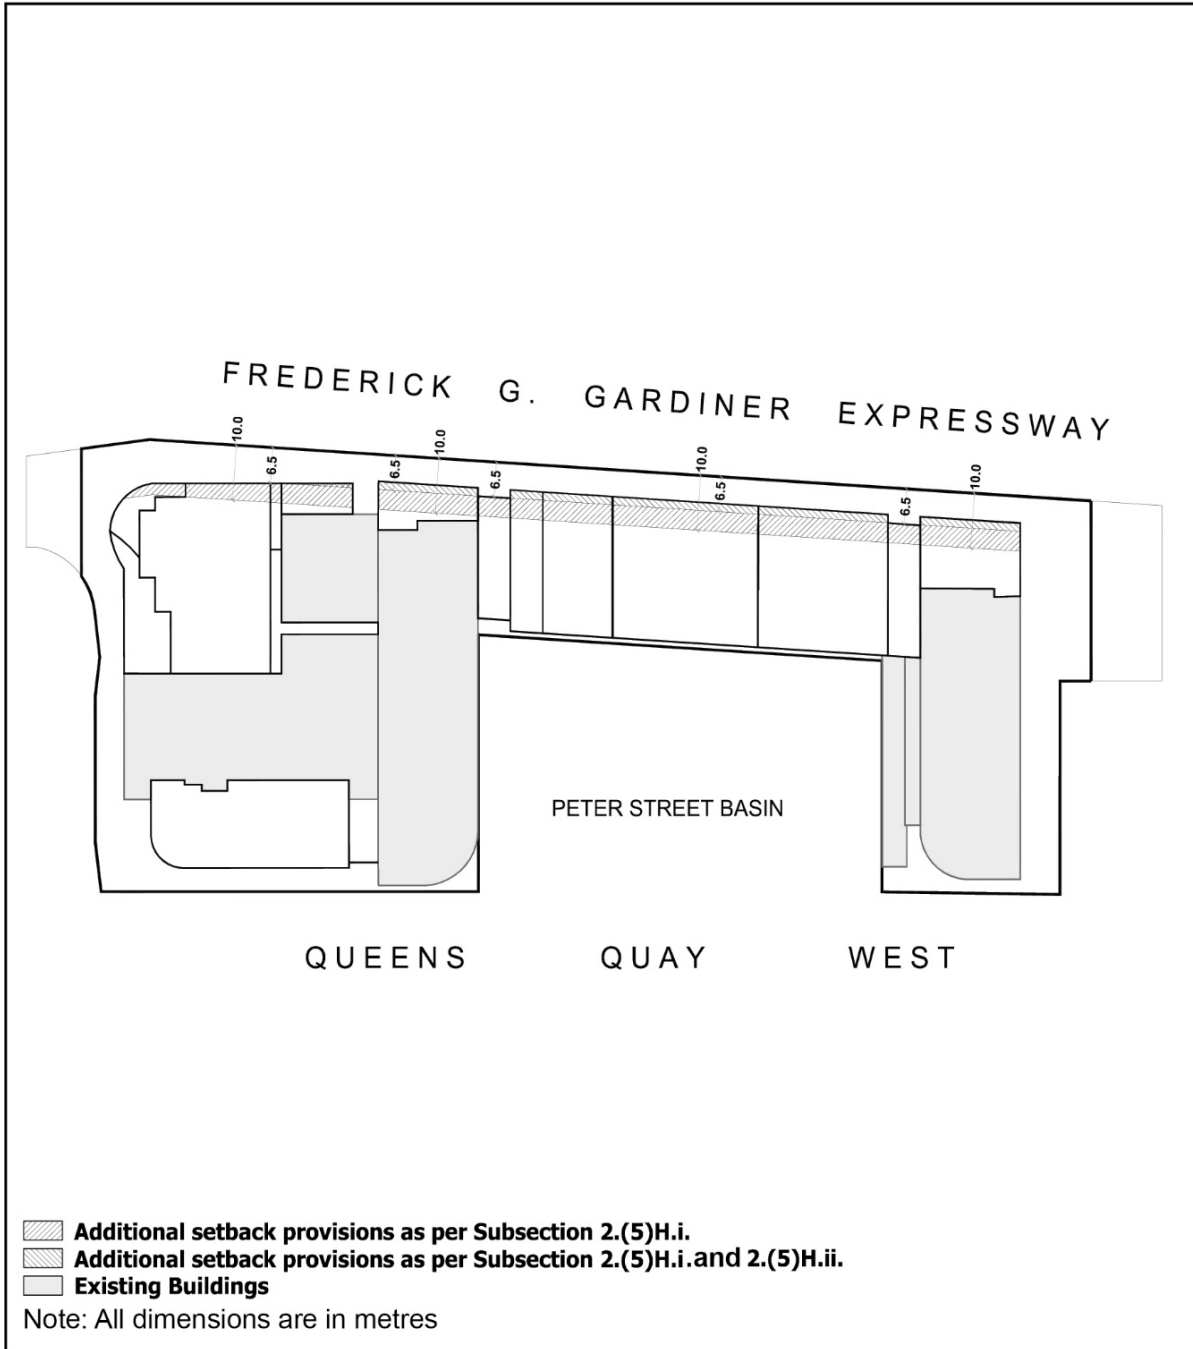 FREDERICK G. GARDINER EXPRESSWAY
10.0
6.5
6.5
10.0
6.5
10.0
6.5
6.5
10.0
PETER STREET BASIN
QUEENS QUAY WEST
Additional setback provisions as per Subsection 2.(5)H.i.
Additional setback provisions as per Subsection 2.(5)H.i.and 2.(5)H.ii.
Existing Buildings
Note: All dimensions are in metres